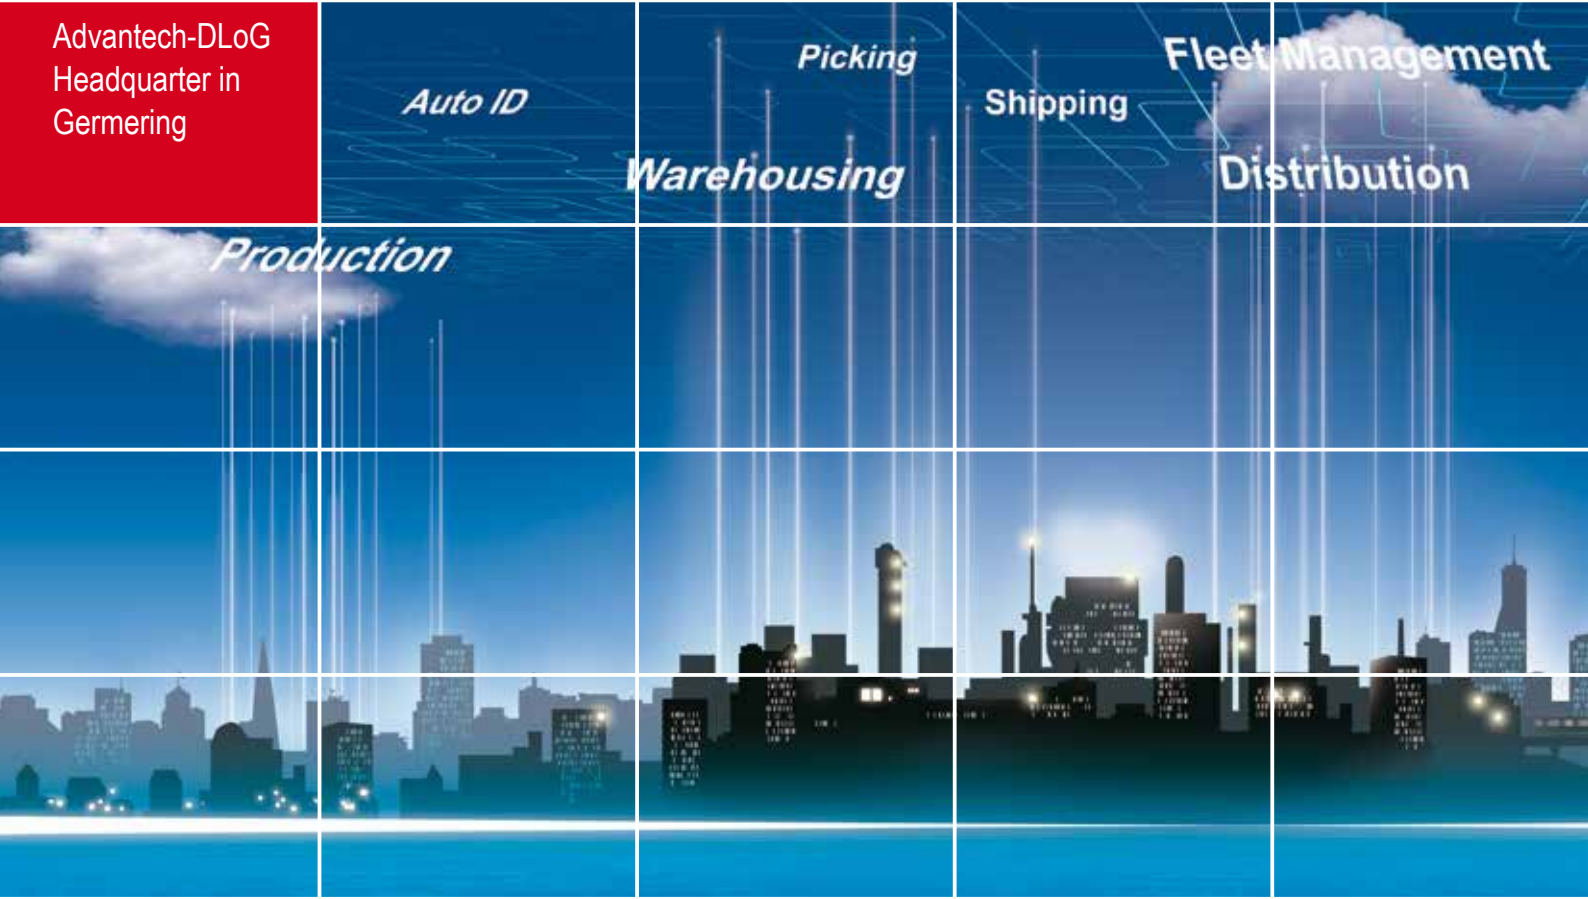 Advantech-DLoG
Headquarter in
Germering
Auto ID
Picking
Shipping
Fleet Management
Warehousing
Distribution
Production